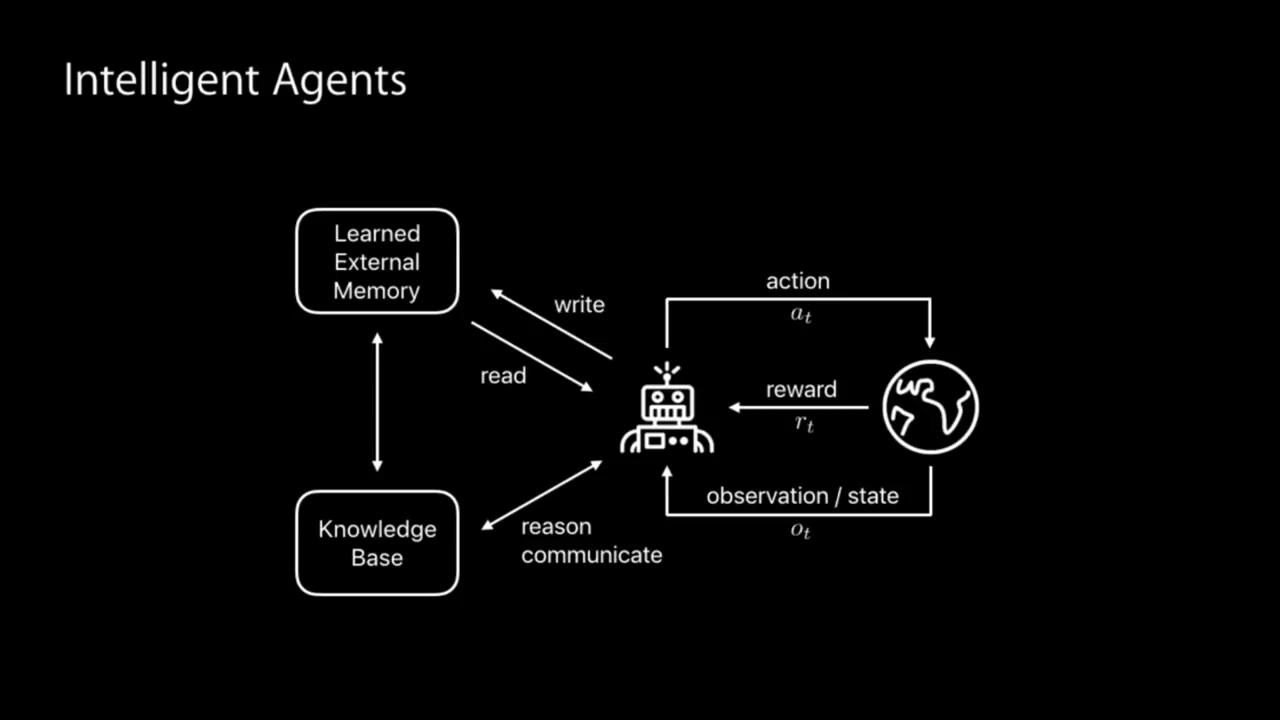 Intelligent Agents
Learned
External
Memory
write
read
action
a_t
reward
r_t
observation / state
o_t
reason
communicate
Knowledge
Base